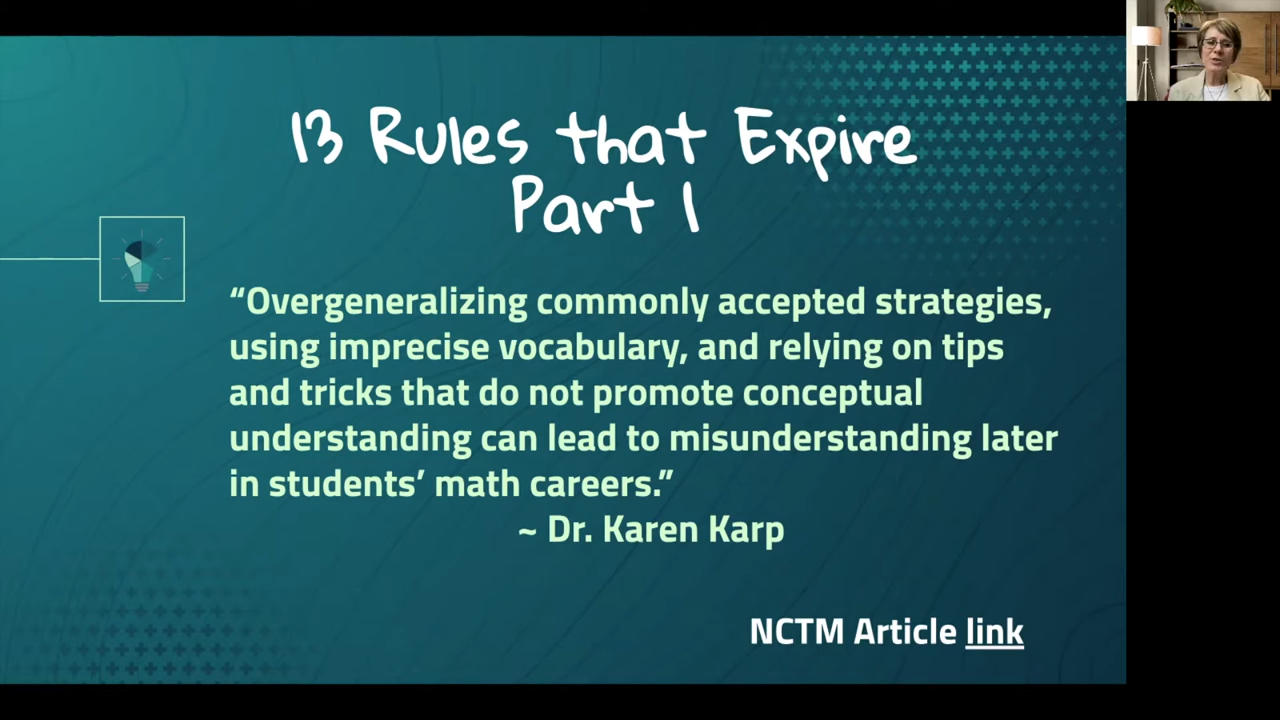 13 Rules that Expire
Part 1
“Overgeneralizing commonly accepted strategies,
using imprecise vocabulary, and relying on tips
and tricks that do not promote conceptual
understanding can lead to misunderstanding later
in students’ math careers.”
~ Dr. Karen Karp
NCTM Article link